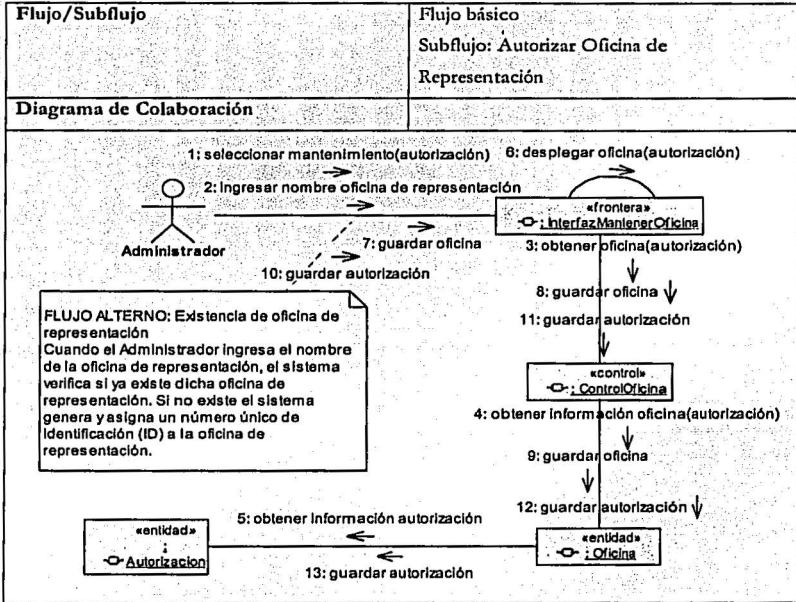 Flujo/Subflujo
Flujo básico
Subflujo: Autorizar Oficina de
Representación
Diagrama de Colaboración
1: seleccionar mantenimiento(autorización)
6: desplegar oficina(autorización)
2: ingresar nombre oficina de representación
«frontera»
: InterfazMantenerOficina
Administrador
7: guardar oficina
3: obtener oficina(autorización)
10: guardar autorización
8: guardar oficina
11: guardar autorización
FLUJO ALTERNO: Existencia de oficina de
representación
Cuando el Administrador ingresa el nombre
de la oficina de representación, el sistema
verifica si ya existe dicha oficina de
representación. Si no existe el sistema
genera y asigna un número único de
identificación (ID) a la oficina de
representación.
«control»
: ControlOficina
4: obtener información oficina(autorización)
9: guardar oficina
12: guardar autorización
5: obtener información autorización
«entidad»
:
Autorizacion
«entidad»
: Oficina
13: guardar autorización